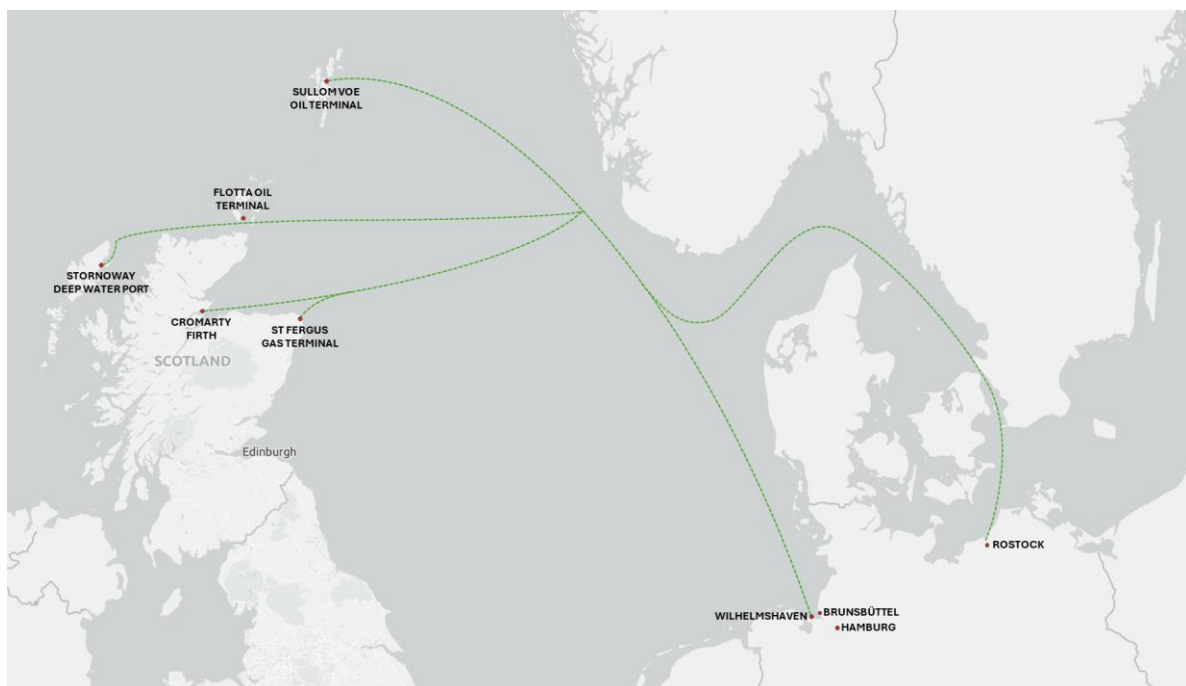 SULLOM VOE
OIL TERMINAL
FLOTTA OIL
TERMINAL
STORNOWAY
DEEP WATER PORT
CROMARTY
FIRTH
ST FERGUS
GAS TERMINAL
SCOTLAND
Edinburgh
ROSTOCK
WILHELMSHAVEN
BRUNSBÜTTEL
HAMBURG